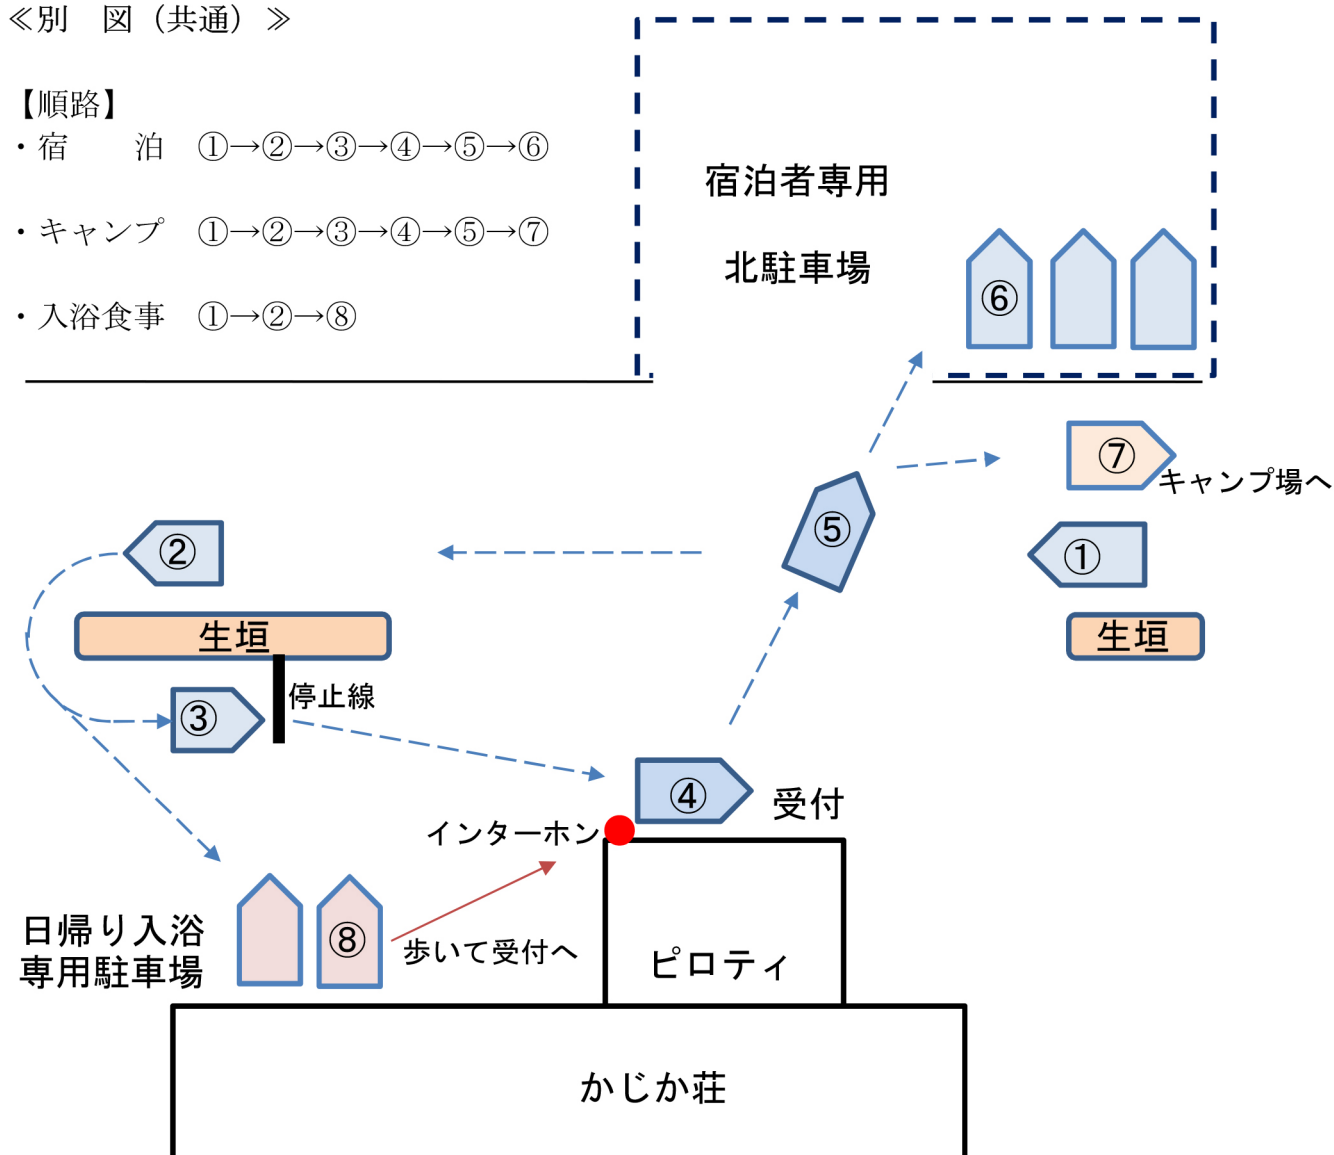 ≪別　図（共通）≫
【順路】
・宿　　泊　①→②→③→④→⑤→⑥
・キャンプ　①→②→③→④→⑤→⑦
・入浴食事　①→②→⑧
宿泊者専用
北駐車場
⑥
⑦
キャンプ場へ
⑤
②
①
生垣
生垣
停止線
③
④
受付
インターホン
日帰り入浴
専用駐車場
⑧
歩いて受付へ
ピロティ
かじか荘